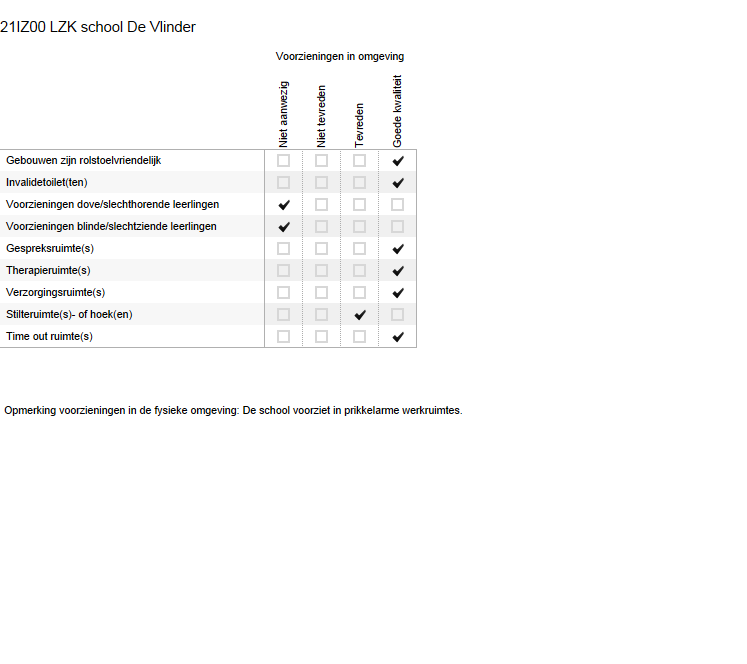 21IZ00 LZK school De Vlinder
Voorzieningen in omgeving
Niet aanwezig
Niet tevreden
Tevreden
Goede kwaliteit
Gebouwen zijn rolstoelvriendelijk
Invalidetoilet(ten)
Voorzieningen dove/slechthorende leerlingen
Voorzieningen blinde/slechtziende leerlingen
Gespreksruimte(s)
Therapieruimte(s)
Verzorgingsruimte(s)
Stilteruimte(s)- of hoek(en)
Time out ruimte(s)
Opmerking voorzieningen in de fysieke omgeving: De school voorziet in prikkelarme werkruimtes.